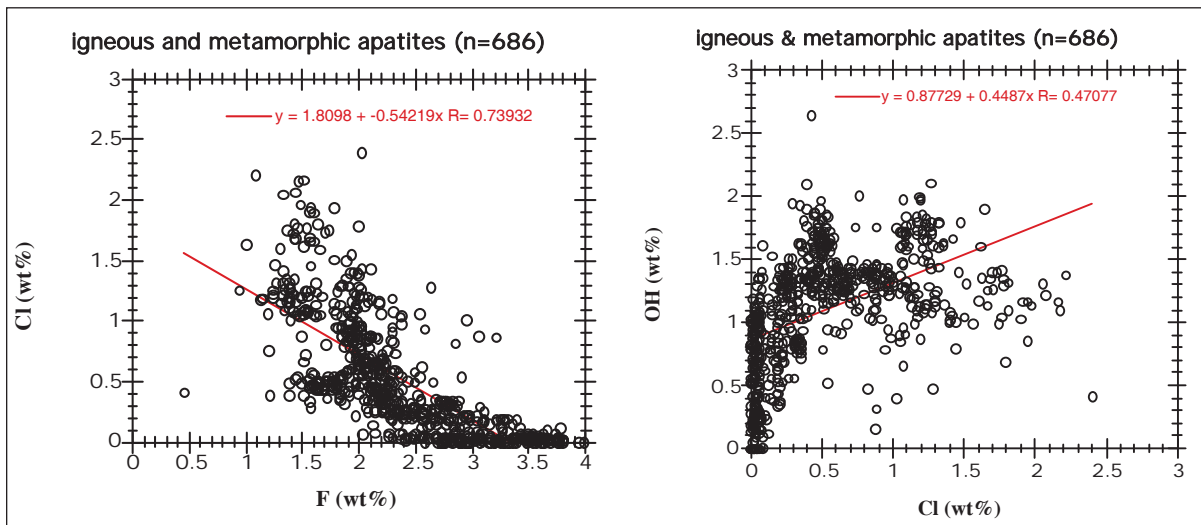 igneous and metamorphic apatites (n=686)
y = 1.8098 + -0.54219x R= 0.73932
Cl (wt%)
3
2.5
2
1.5
1
0.5
0
0 0.5 1 1.5 2 2.5 3 3.5 4
F (wt%)
igneous & metamorphic apatites (n=686)
y = 0.87729 + 0.4487x R= 0.47077
OH (wt%)
3
2.5
2
1.5
1
0.5
0
0 0.5 1 1.5 2 2.5 3
Cl (wt%)